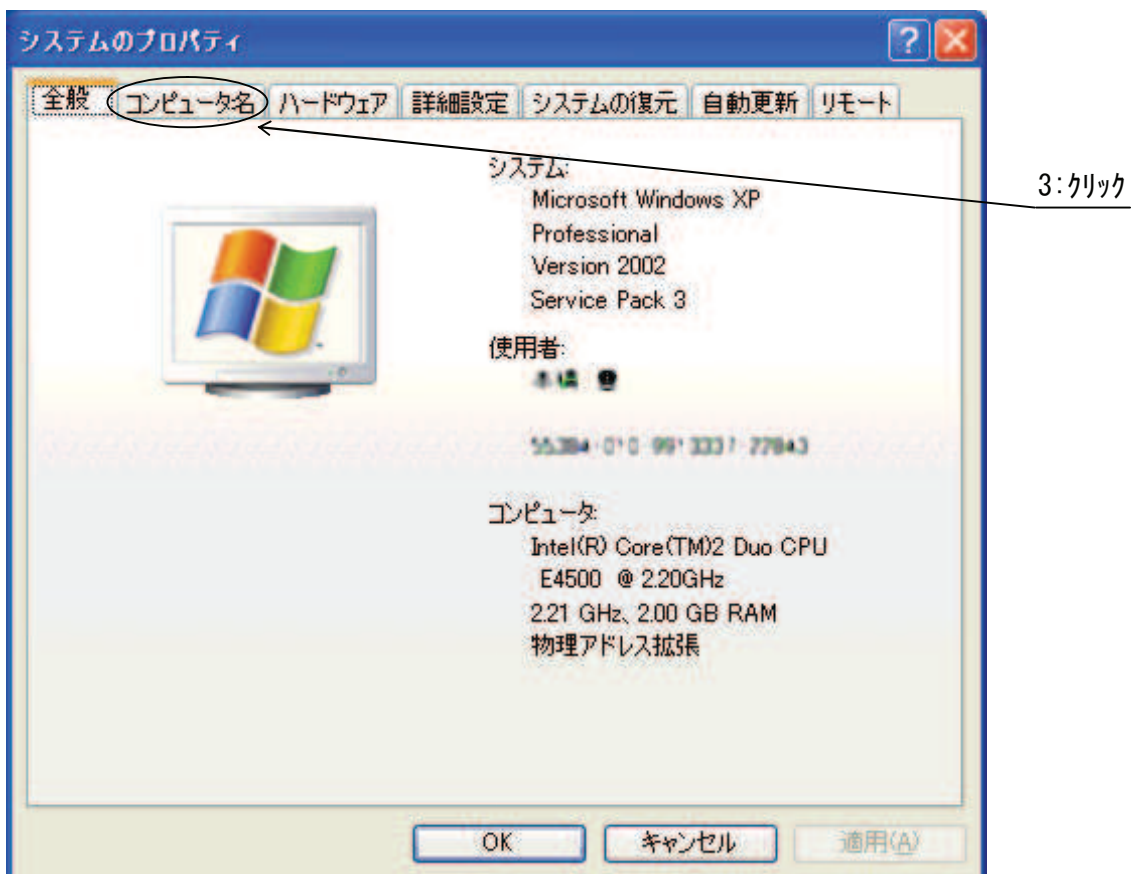 システムのプロパティ
全般 コンピュータ名 ハードウェア 詳細設定 システムの復元 自動更新 リモート
3:クリック
システム:
Microsoft Windows XP
Professional
Version 2002
Service Pack 3
使用者:
コンピュータ:
Intel(R) Core(TM)2 Duo CPU
E4500 @ 2.20GHz
2.21 GHz、2.00 GB RAM
物理アドレス拡張
OK キャンセル 適用(A)